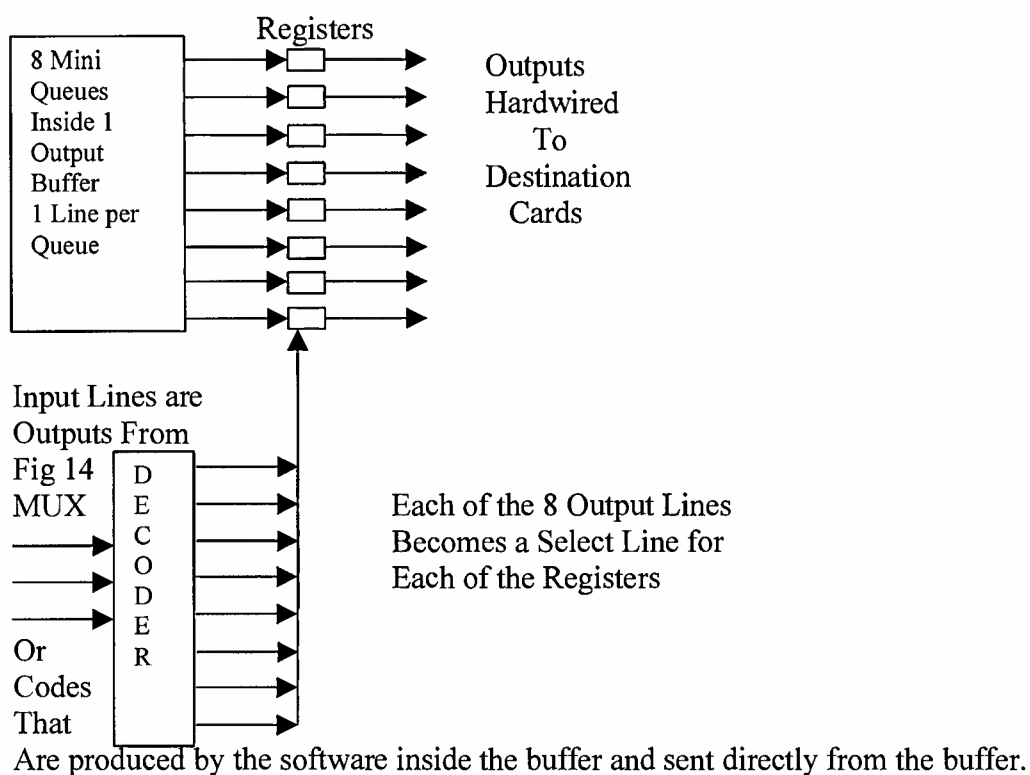 Registers
8 Mini
Queues
Inside 1
Output
Buffer
1 Line per
Queue
Outputs
Hardwired
To
Destination
Cards
Input Lines are
Outputs From
Fig 14
MUX
D
E
C
O
D
E
R
Each of the 8 Output Lines
Becomes a Select Line for
Each of the Registers
Or
Codes
That
Are produced by the software inside the buffer and sent directly from the buffer.